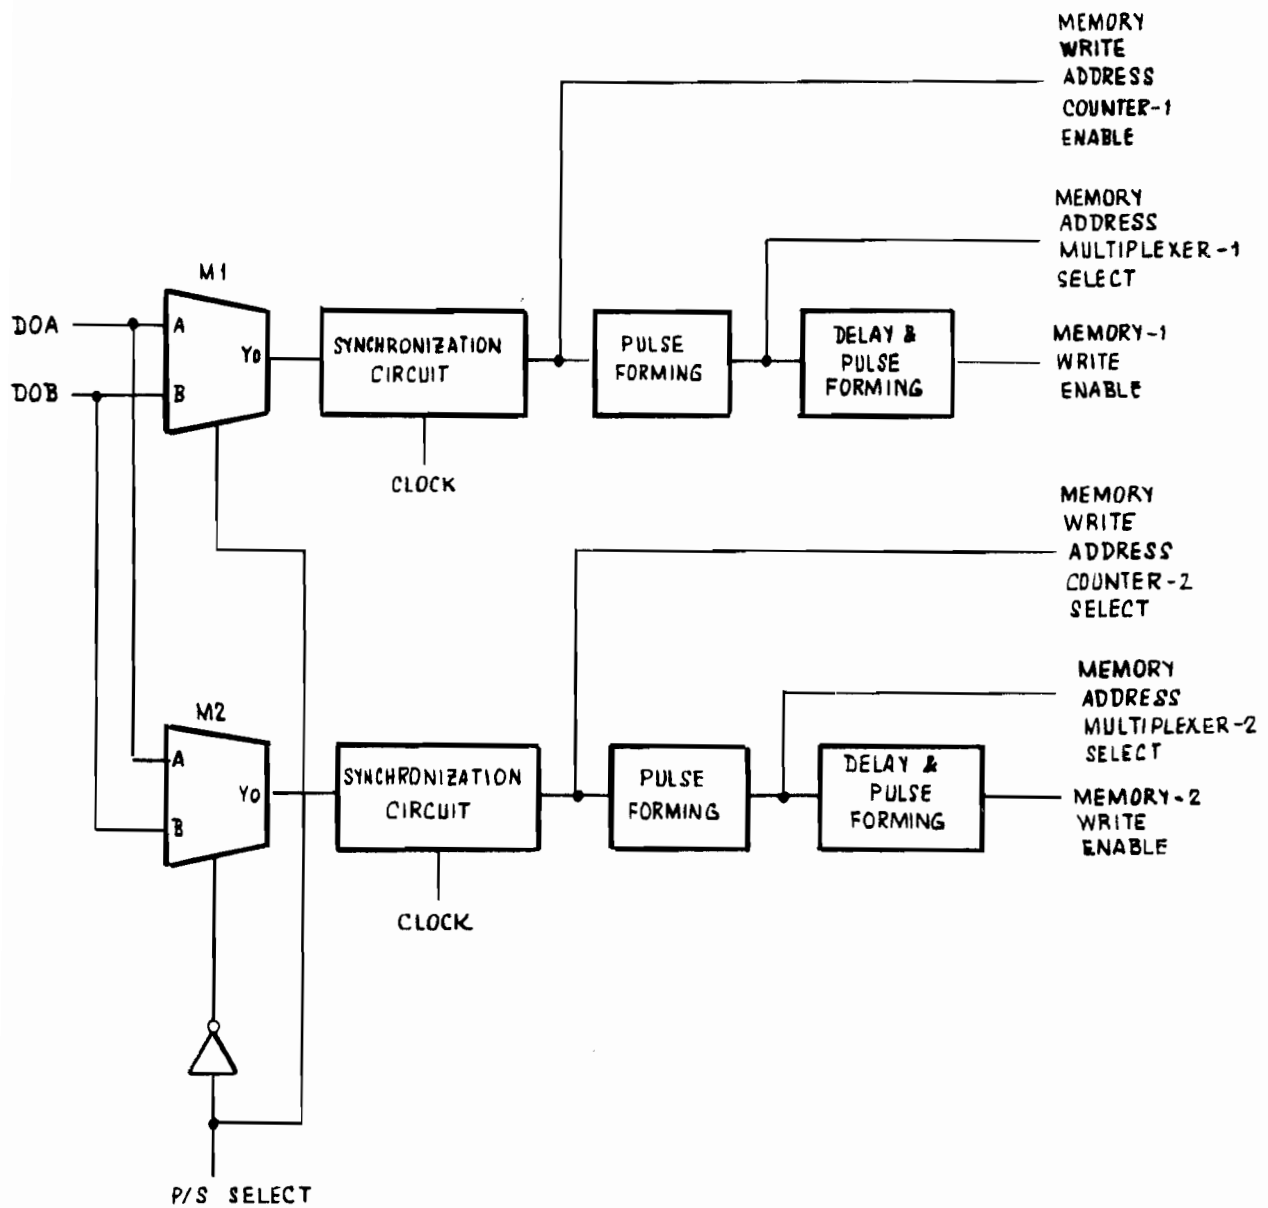 MEMORY
WRITE
ADDRESS
COUNTER-1
ENABLE
MEMORY
ADDRESS
MULTIPLEXER-1
SELECT
M1
DOA
A
Y0
DOB
B
SYNCHRONIZATION
CIRCUIT
PULSE
FORMING
DELAY &
PULSE
FORMING
MEMORY-1
WRITE
ENABLE
CLOCK
MEMORY
WRITE
ADDRESS
COUNTER-2
SELECT
MEMORY
ADDRESS
MULTIPLEXER-2
SELECT
M2
A
Y0
B
SYNCHRONIZATION
CIRCUIT
PULSE
FORMING
DELAY &
PULSE
FORMING
MEMORY-2
WRITE
ENABLE
CLOCK
P/S SELECT